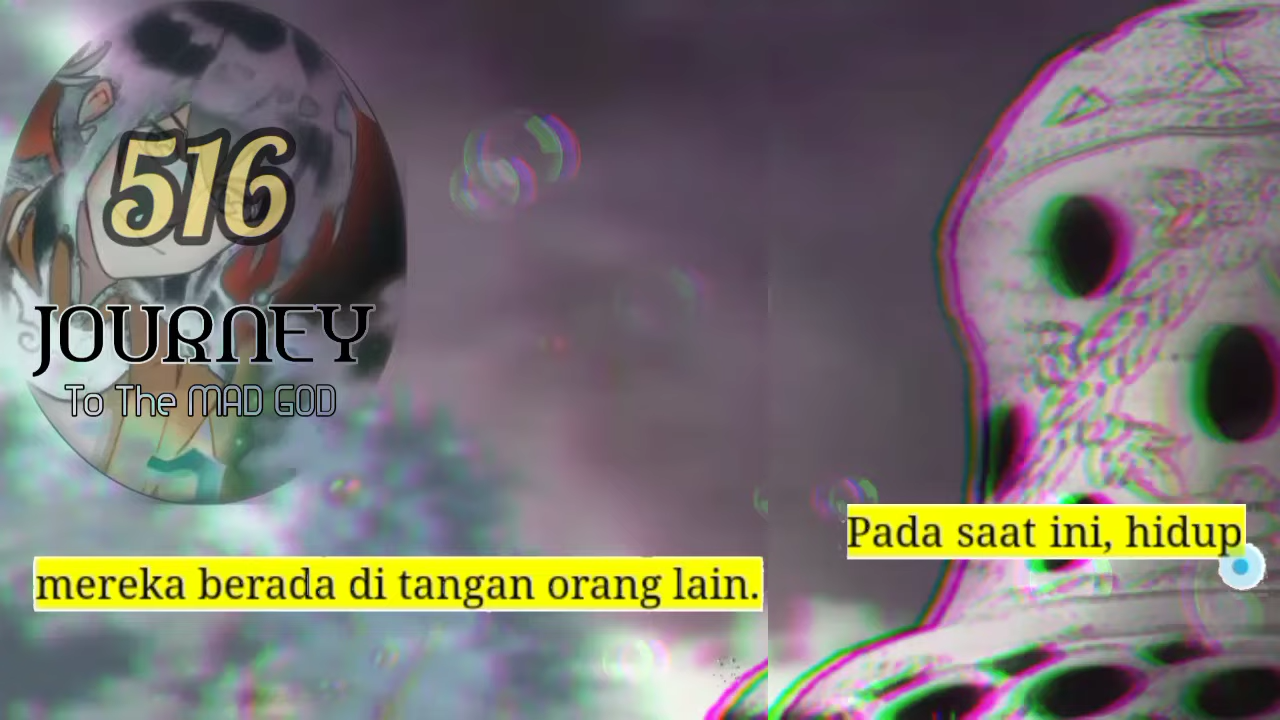 516
JOURNEY
To The MAD GOD
Pada saat ini, hidup
mereka berada di tangan orang lain.